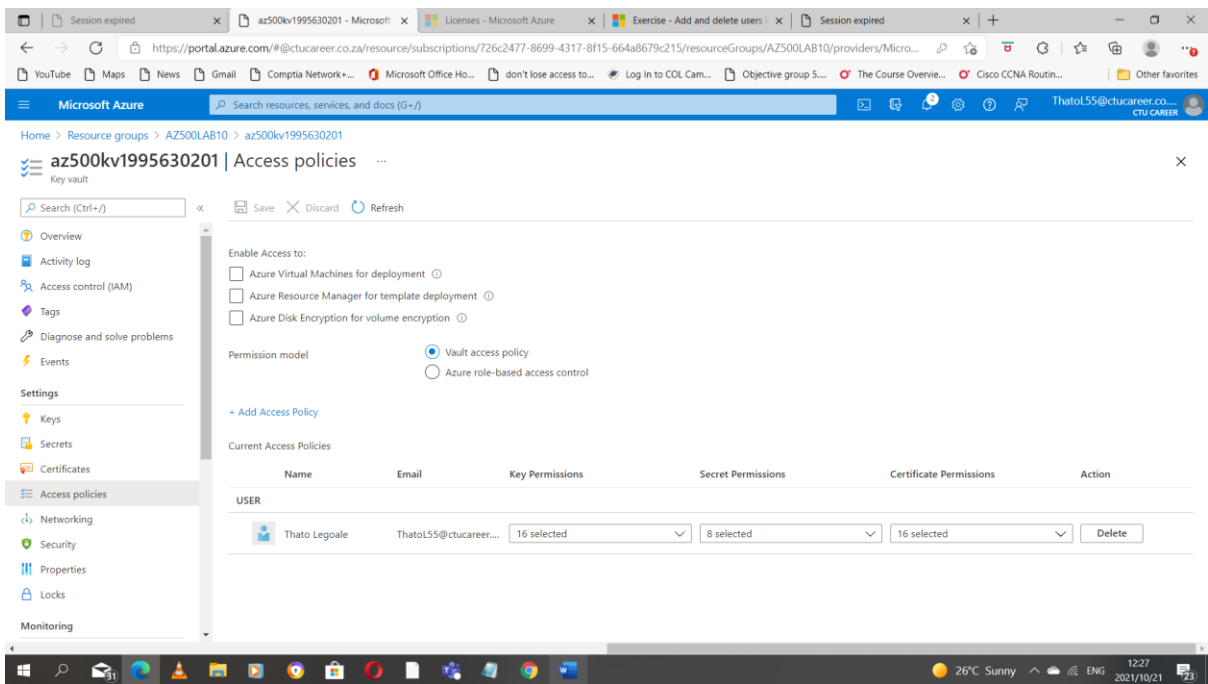 Session expired
az500kv1995630201 - Microsoft
Licenses - Microsoft Azure
Exercise - Add and delete users i
Session expired
https://portal.azure.com/#@ctucareer.co.za/resource/subscriptions/726c2477-8699-4317-8f15-664a8679c215/resourceGroups/AZ500LAB10/providers/Micro...
YouTube Maps News Gmail Comptia Network+... Microsoft Office Ho... don't lose access to... Log In to COL Cam... Objective group 5.... The Course Overvie... Cisco CCNA Routin... Other favorites
Microsoft Azure
Search resources, services, and docs (G+/)
2
ThatoL55@ctucareer.co....
CTU CAREER
Home > Resource groups > AZ500LAB10 > az500kv1995630201
az500kv1995630201 | Access policies ...
Key vault
Search (Ctrl+/)
«
Save Discard Refresh
Overview
Activity log
Access control (IAM)
Tags
Diagnose and solve problems
Events
Settings
Keys
Secrets
Certificates
Access policies
Networking
Security
Properties
Locks
Monitoring
Enable Access to:
Azure Virtual Machines for deployment
Azure Resource Manager for template deployment
Azure Disk Encryption for volume encryption
Permission model
Vault access policy
Azure role-based access control
+ Add Access Policy
Current Access Policies
Name Email Key Permissions Secret Permissions Certificate Permissions Action
USER
Thato Legoale ThatoL55@ctucareer.... 16 selected 8 selected 16 selected Delete
31
26°C Sunny
ENG
12:27
2021/10/21
23